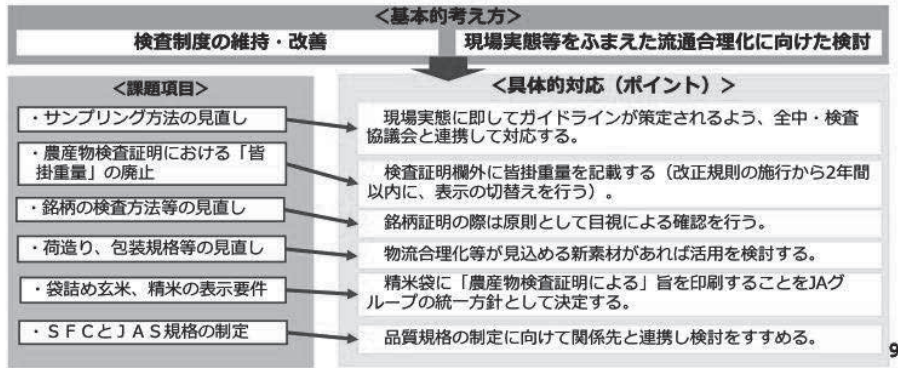 ＜基本的考え方＞
検査制度の維持・改善
現場実態等をふまえた流通合理化に向けた検討
＜課題項目＞
・サンプリング方法の見直し
・農産物検査証明における「皆
掛重量」の廃止
・銘柄の検査方法等の見直し
・荷造り、包装規格等の見直し
・袋詰め玄米、精米の表示要件
・ＳＦＣとＪＡＳ規格の制定
＜具体的対応（ポイント）＞
現場実態に即してガイドラインが策定されるよう、全中・検査
協議会と連携して対応する。
検査証明欄外に皆掛重量を記載する（改正規則の施行から2年間
以内に、表示の切替えを行う）。
銘柄証明の際は原則として目視による確認を行う。
物流合理化等が見込める新素材があれば活用を検討する。
精米袋に「農産物検査証明による」旨を印刷することをJAグ
ループの統一方針として決定する。
品質規格の制定に向けて関係先と連携し検討をすすめる。
9